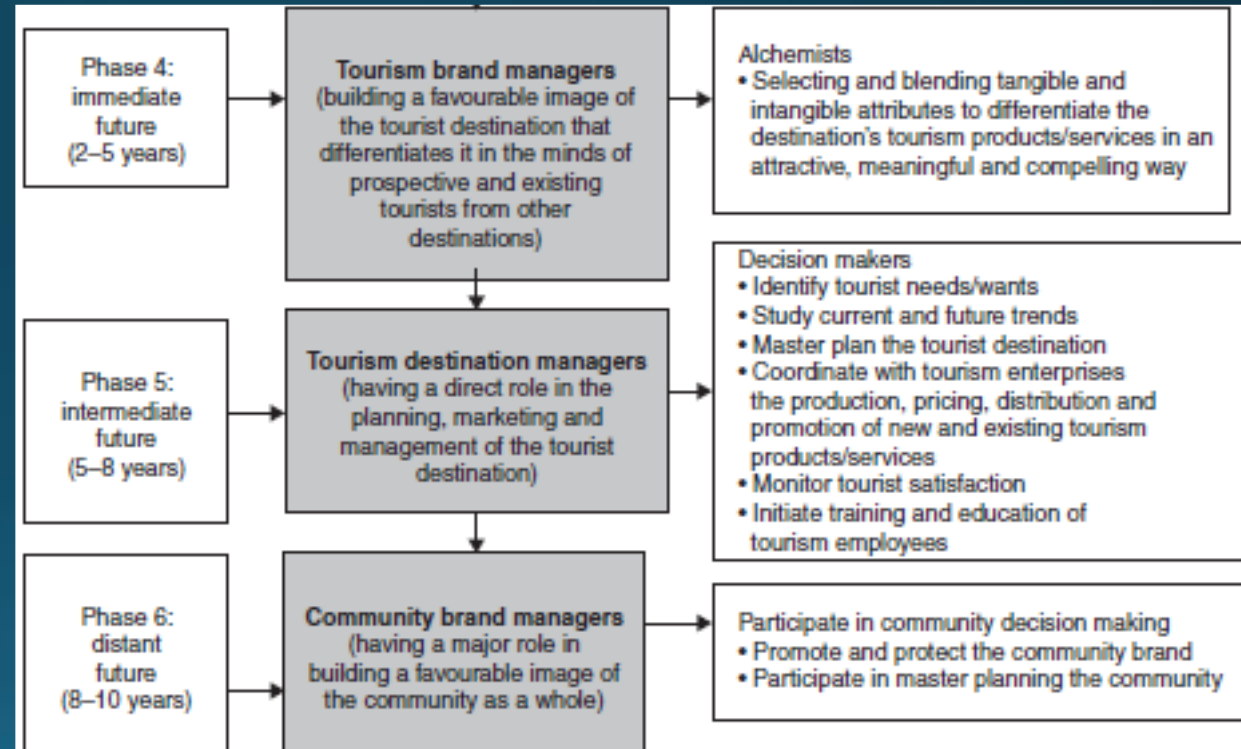 Phase 4:
immediate
future
(2–5 years)
Tourism brand managers
(building a favourable image of
the tourist destination that
differentiates it in the minds of
prospective and existing
tourists from other
destinations)
Alchemists
• Selecting and blending tangible and
intangible attributes to differentiate the
destination's tourism products/services in an
attractive, meaningful and compelling way
Phase 5:
intermediate
future
(5–8 years)
Tourism destination managers
(having a direct role in the
planning, marketing and
management of the tourist
destination)
Decision makers
• Identify tourist needs/wants
• Study current and future trends
• Master plan the tourist destination
• Coordinate with tourism enterprises
the production, pricing, distribution and
promotion of new and existing tourism
products/services
• Monitor tourist satisfaction
• Initiate training and education of
tourism employees
Phase 6:
distant
future
(8–10 years)
Community brand managers
(having a major role in
building a favourable image of
the community as a whole)
Participate in community decision making
• Promote and protect the community brand
• Participate in master planning the community